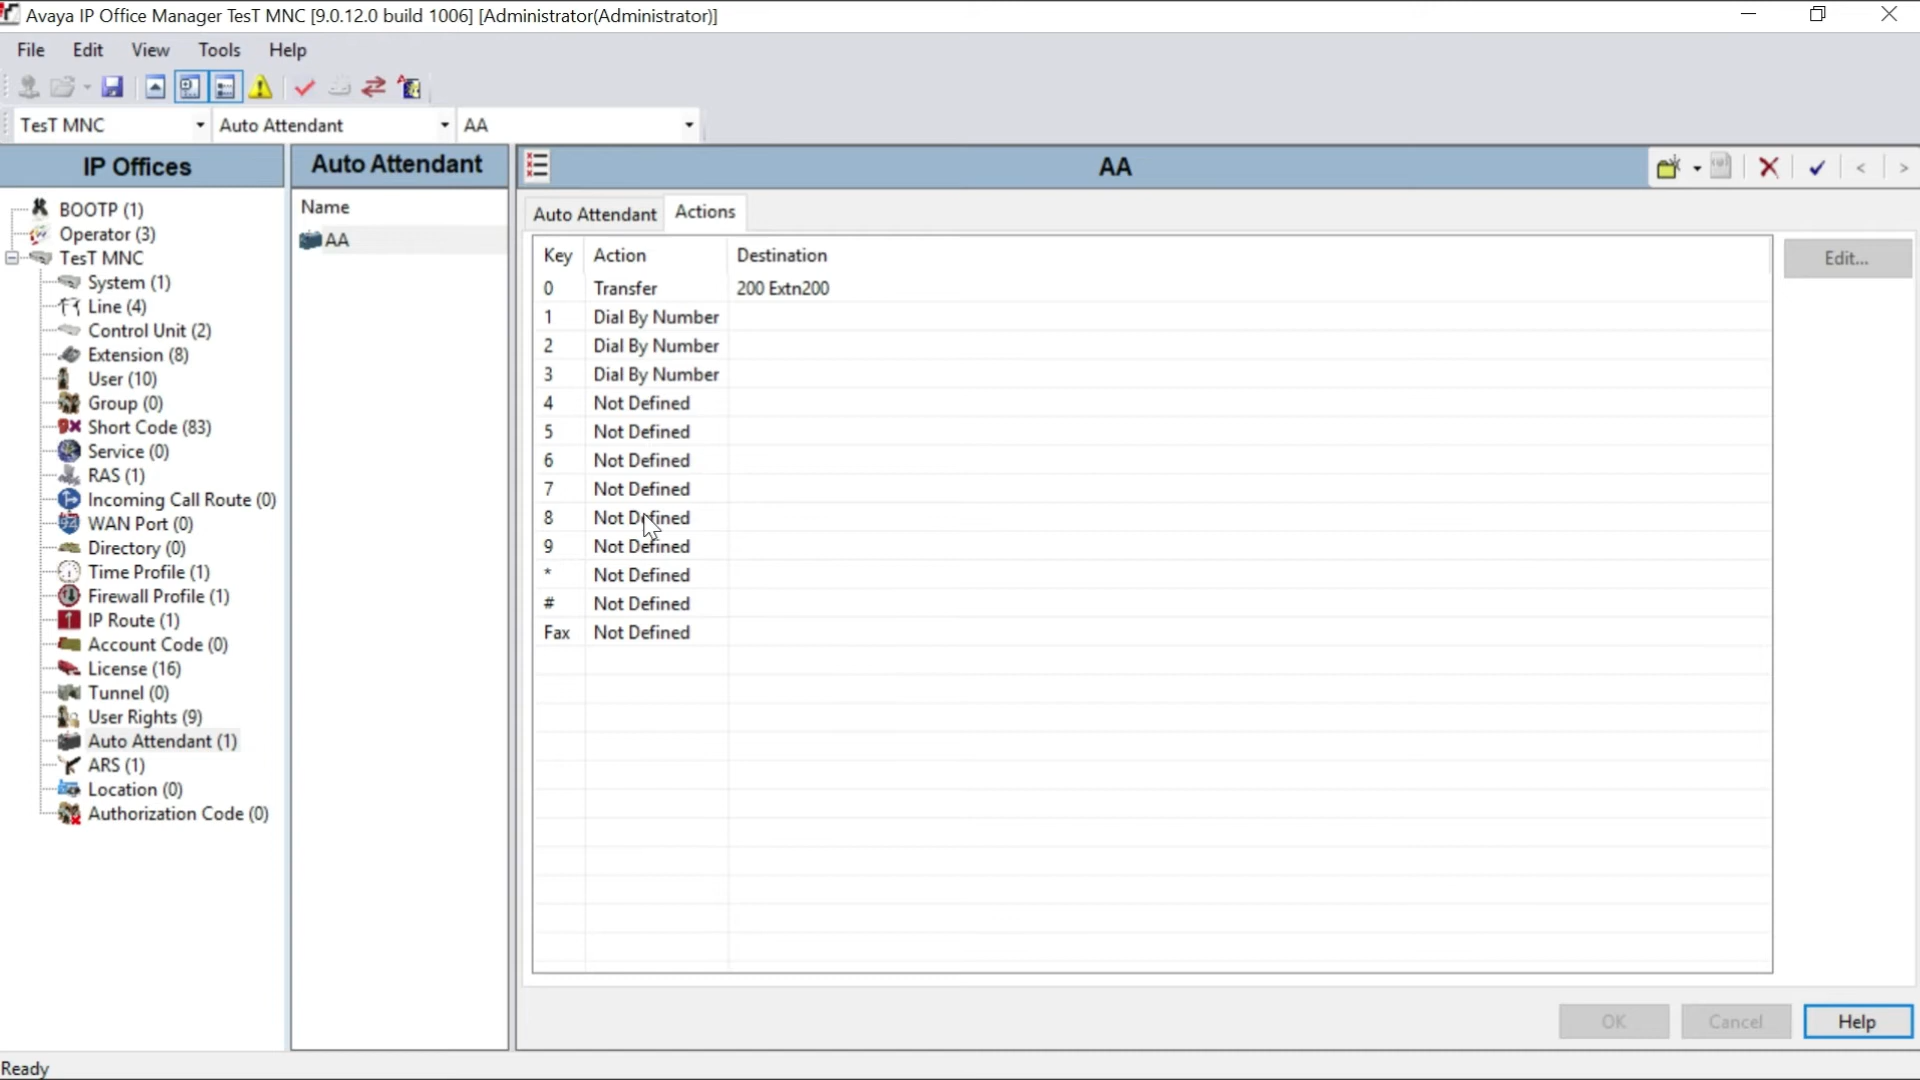 Avaya IP Office Manager TesT MNC [9.0.12.0 build 1006] [Administrator(Administrator)]
File Edit View Tools Help
TesT MNC Auto Attendant AA
IP Offices
BOOTP (1)
Operator (3)
TesT MNC
System (1)
Line (4)
Control Unit (2)
Extension (8)
User (10)
Group (0)
Short Code (83)
Service (0)
RAS (1)
Incoming Call Route (0)
WAN Port (0)
Directory (0)
Time Profile (1)
Firewall Profile (1)
IP Route (1)
Account Code (0)
License (16)
Tunnel (0)
User Rights (9)
Auto Attendant (1)
ARS (1)
Location (0)
Authorization Code (0)
Auto Attendant
Name
AA
AA
Auto Attendant Actions
Key Action Destination
0 Transfer 200 Extn200
1 Dial By Number
2 Dial By Number
3 Dial By Number
4 Not Defined
5 Not Defined
6 Not Defined
7 Not Defined
8 Not Defined
9 Not Defined
* Not Defined
# Not Defined
Fax Not Defined
Edit...
OK Cancel Help
Ready